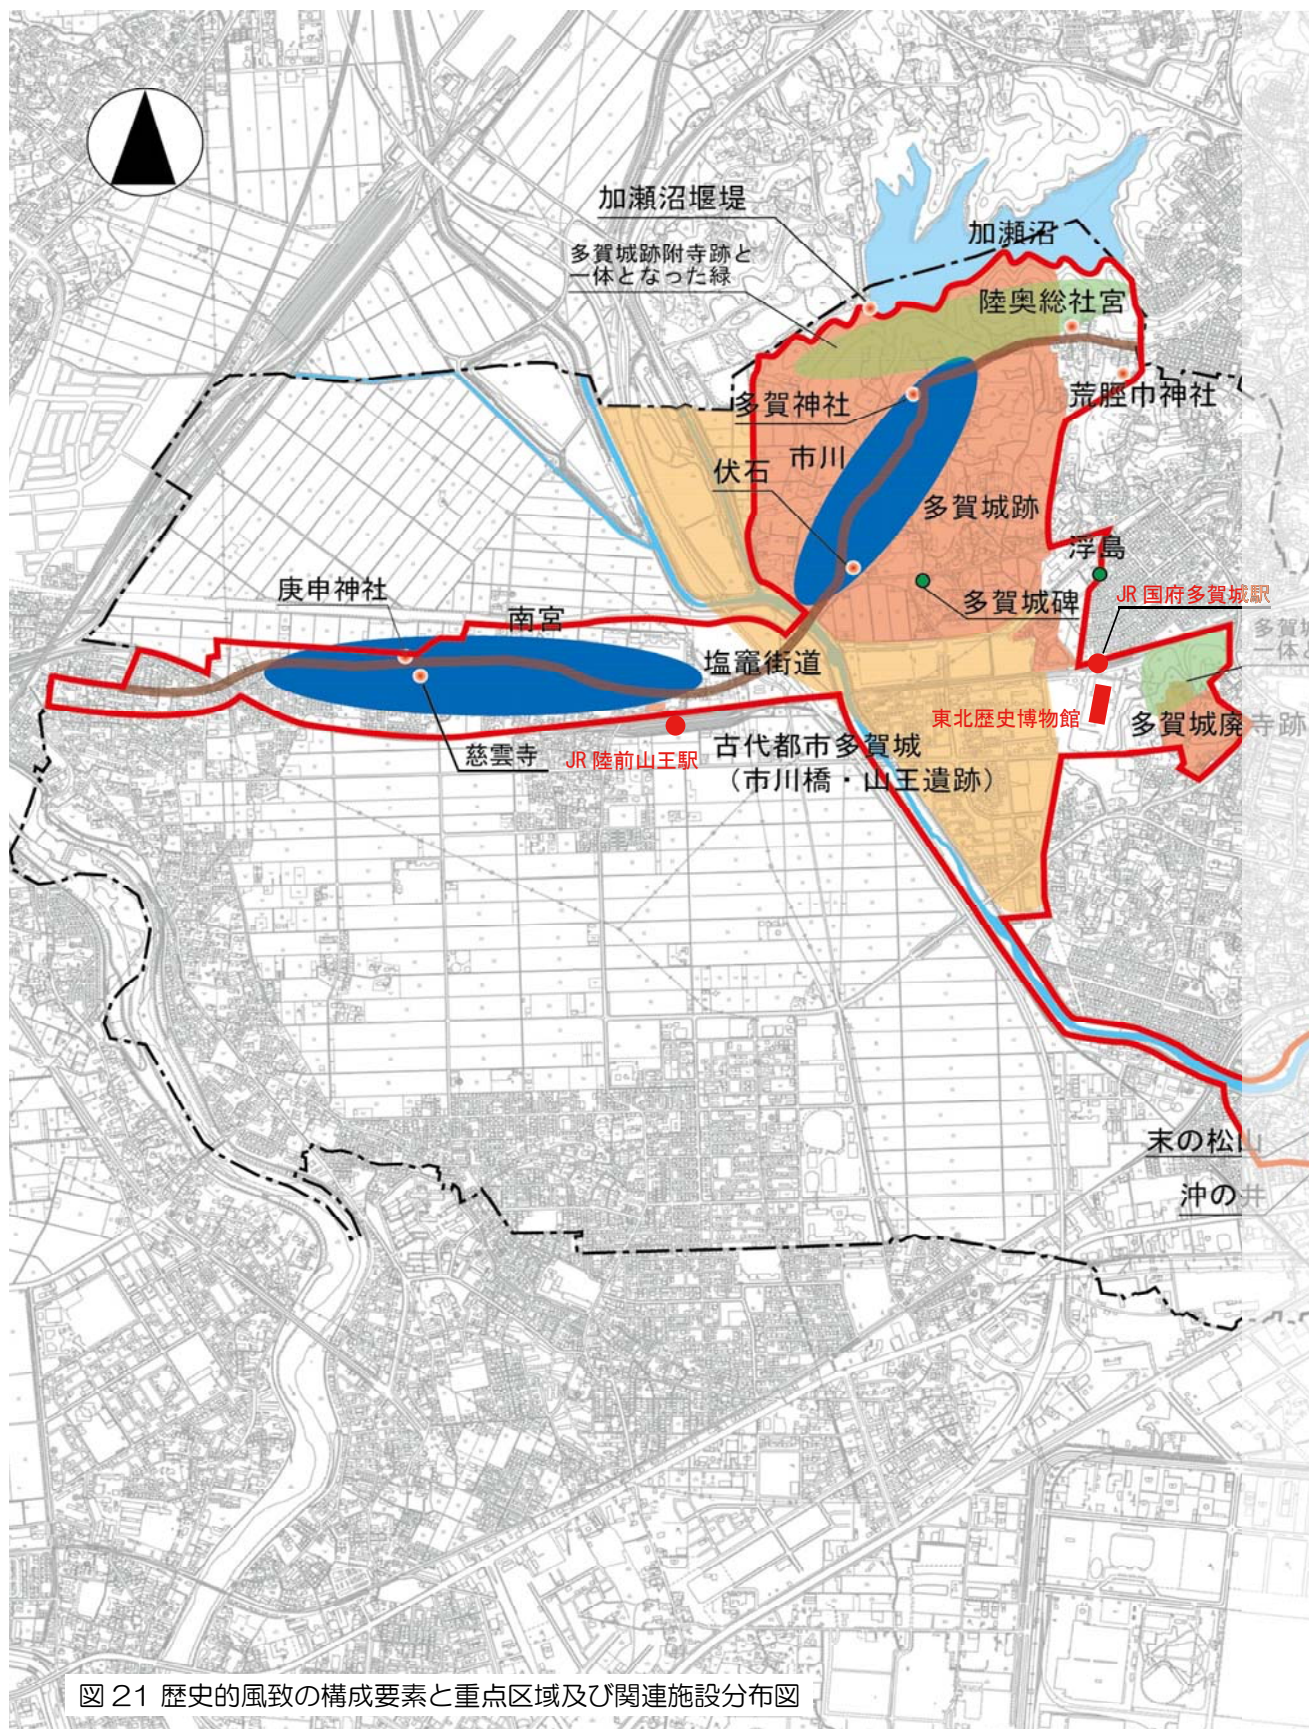 加瀬沼堰堤
加瀬沼
多賀城跡附寺跡と
一体となった緑
陸奥総社宮
荒脛巾神社
多賀神社
市川
伏石
多賀城跡
浮島
庚申神社
多賀城碑
JR 国府多賀城駅
南宮
一体と
塩竈街道
東北歴史博物館
多賀城廃寺跡
慈雲寺
JR 陸前山王駅
古代都市多賀城
（市川橋・山王遺跡）
末の松山
沖の井
図 21 歴史的風致の構成要素と重点区域及び関連施設分布図